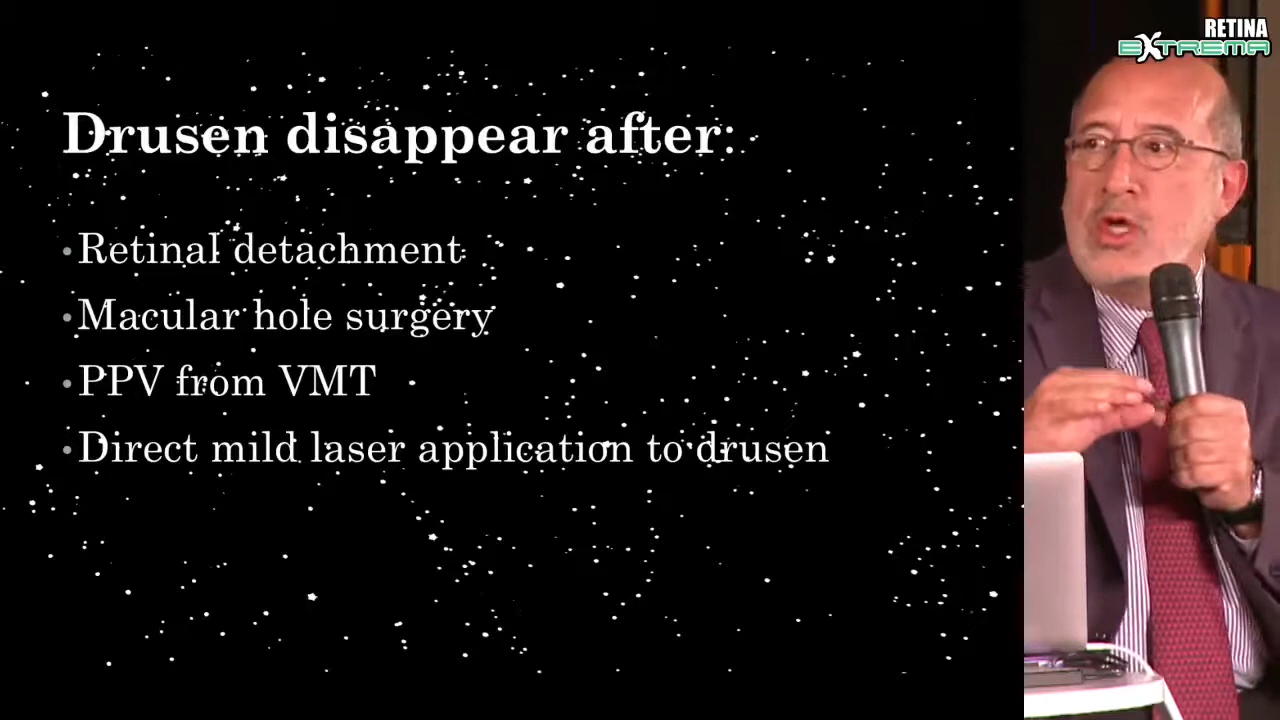 RETINA
EXTREMA
Drusen disappear after:
• Retinal detachment
• Macular hole surgery
• PPV from VMT
• Direct mild laser application to drusen